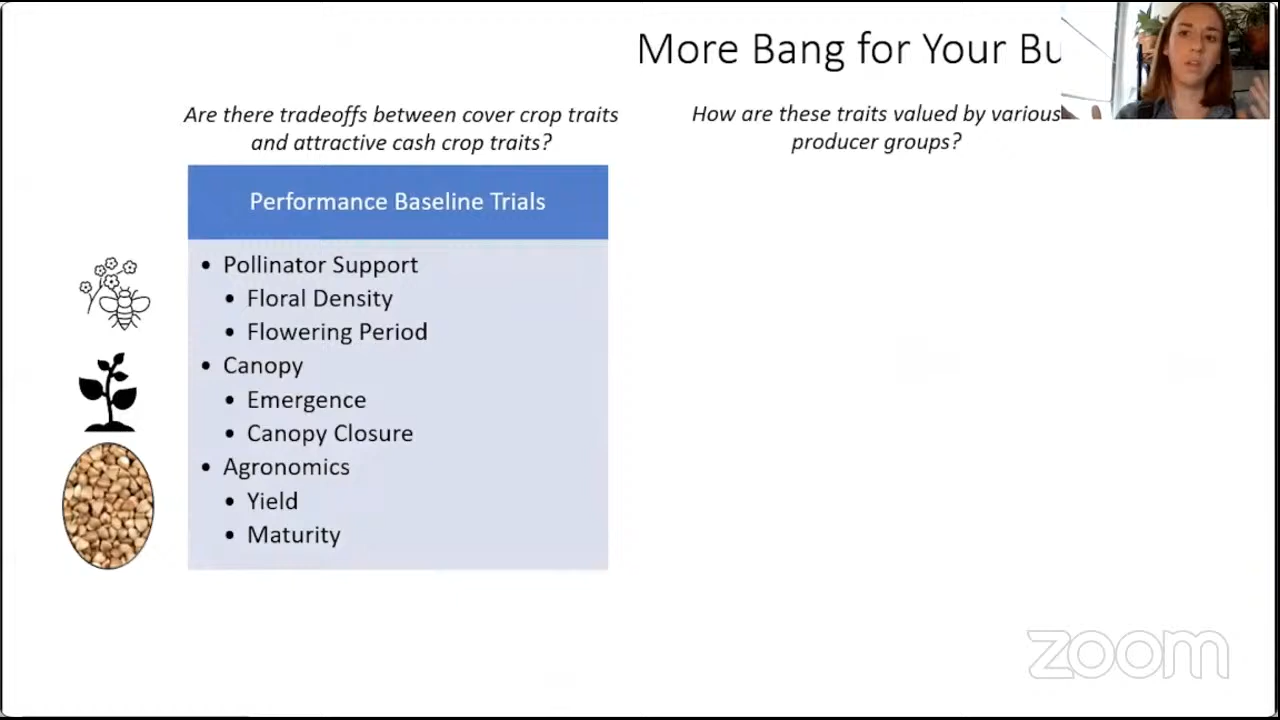 More Bang for Your Bu
Are there tradeoffs between cover crop traits
and attractive cash crop traits?
How are these traits valued by various
producer groups?
Performance Baseline Trials
• Pollinator Support
• Floral Density
• Flowering Period
• Canopy
• Emergence
• Canopy Closure
• Agronomics
• Yield
• Maturity
zoom